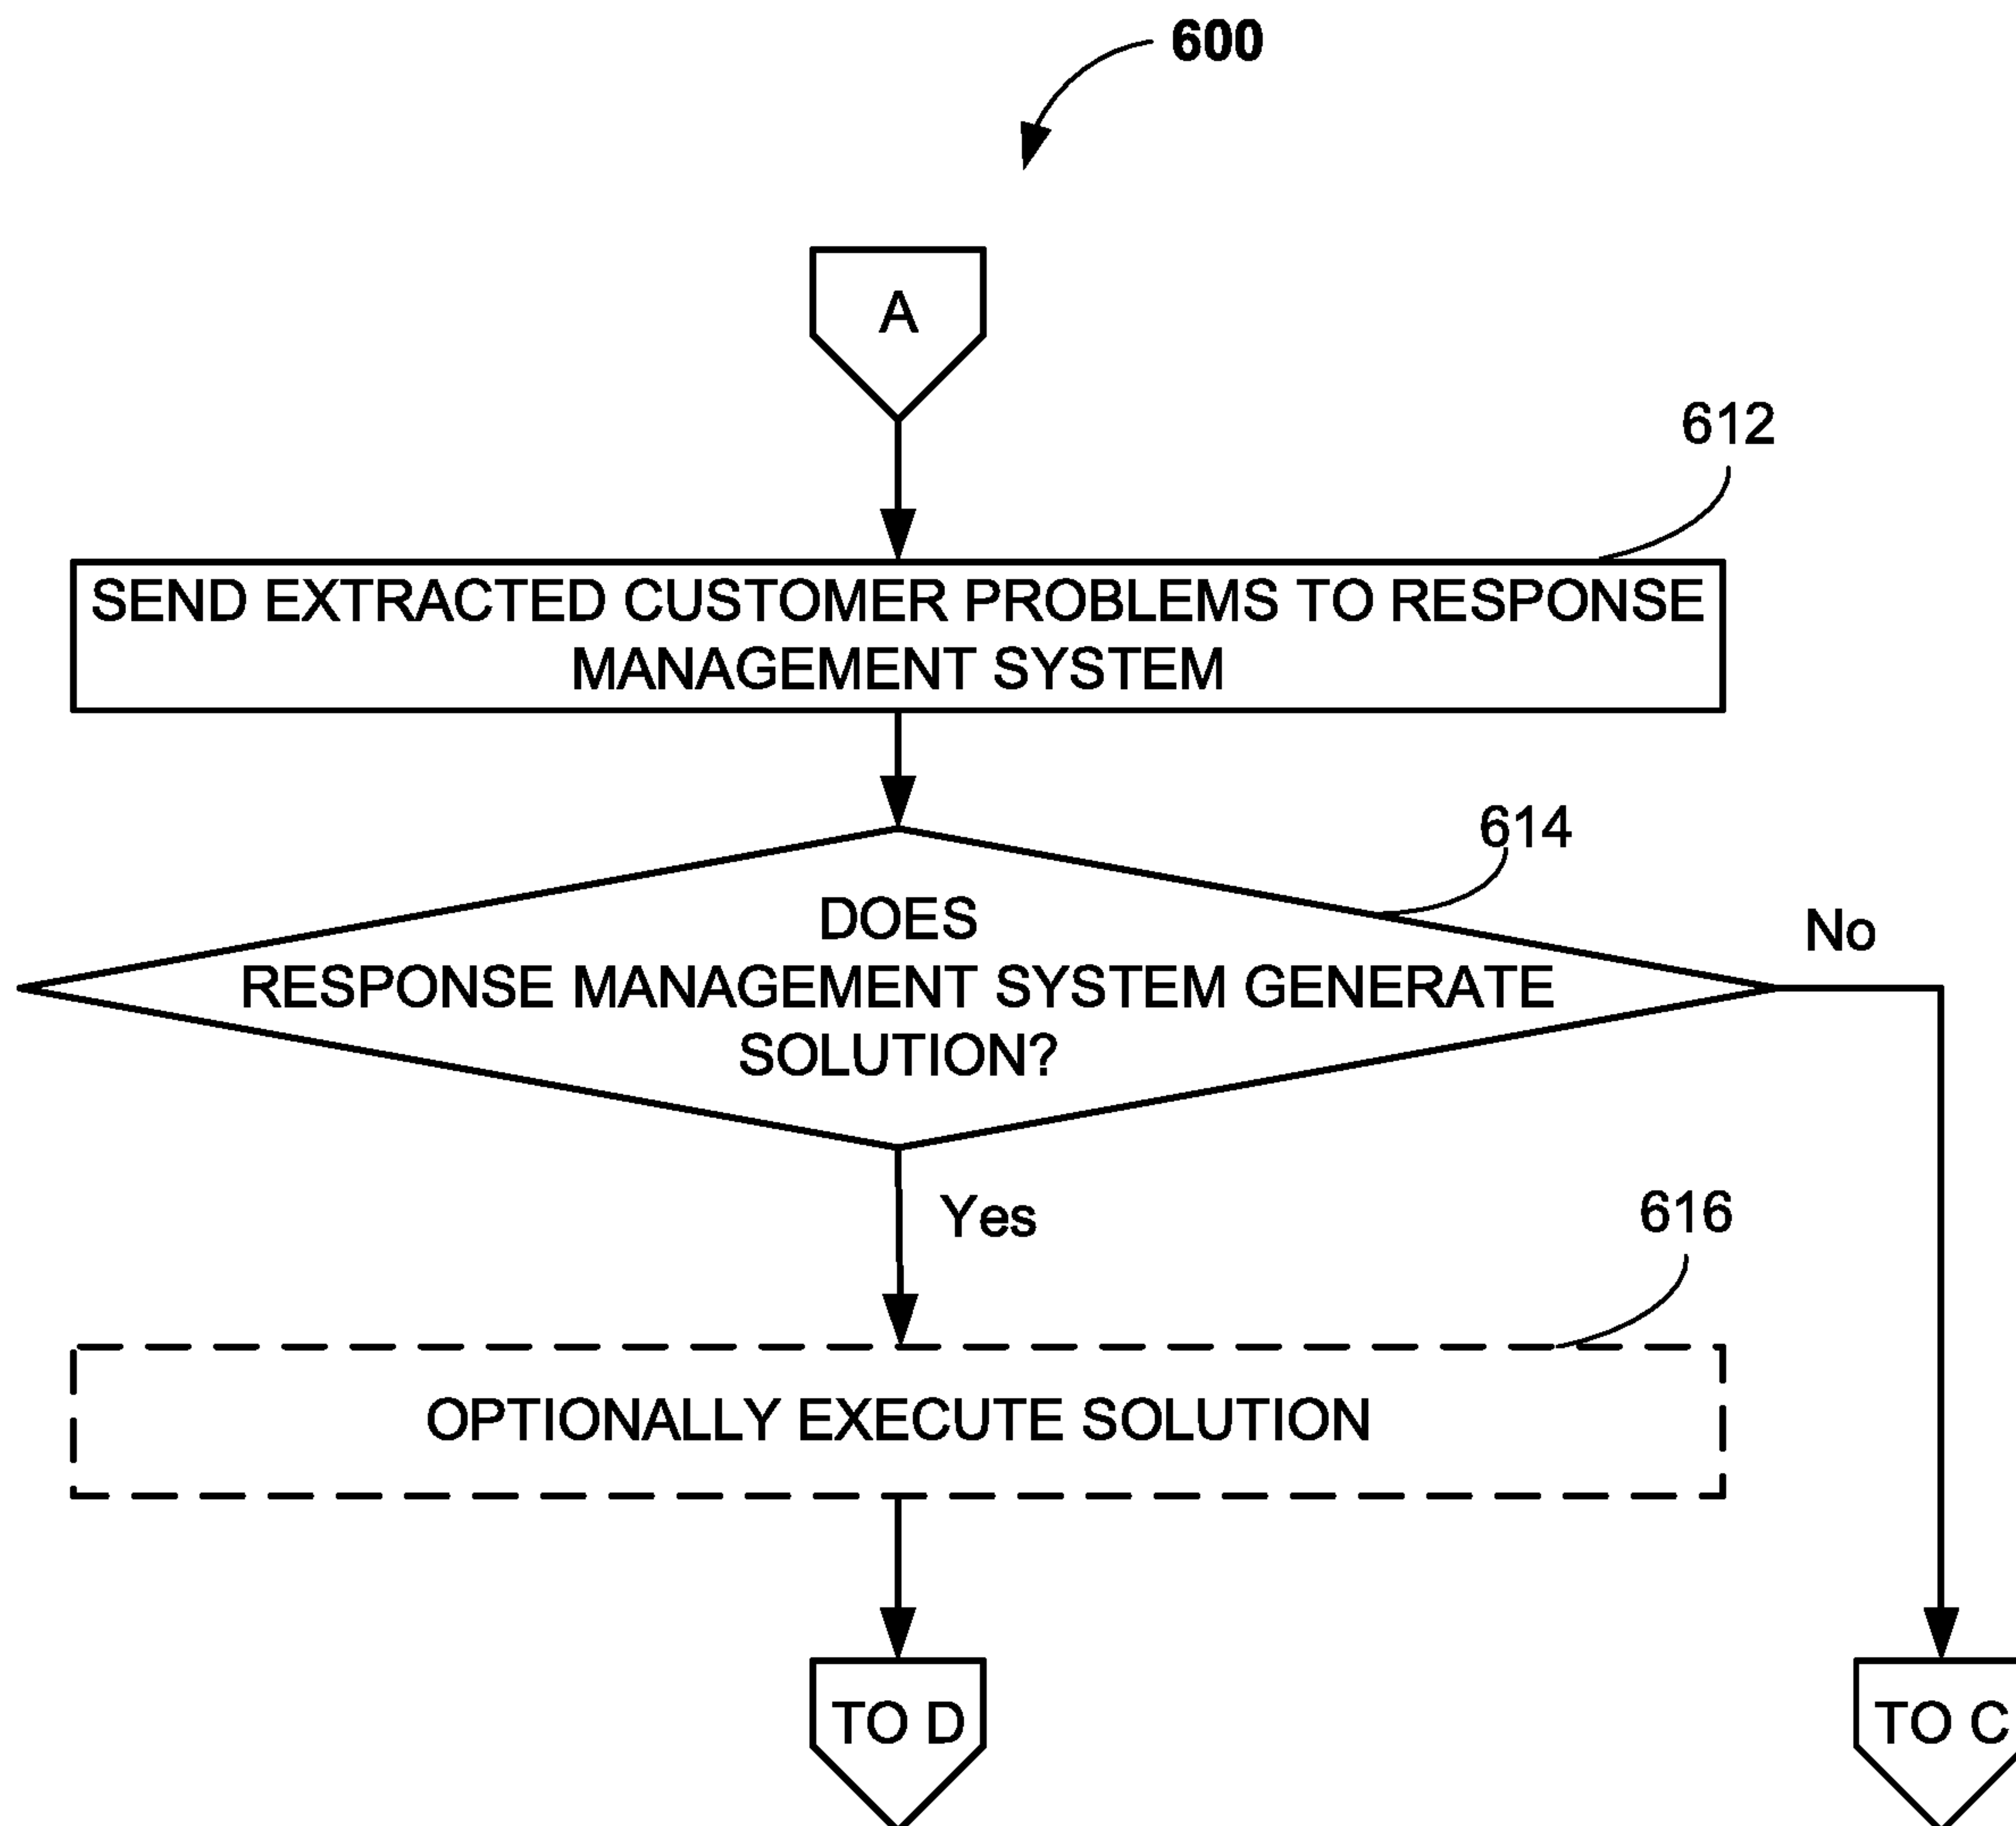 600
A
612
SEND EXTRACTED CUSTOMER PROBLEMS TO RESPONSE
MANAGEMENT SYSTEM
614
DOES
RESPONSE MANAGEMENT SYSTEM GENERATE
SOLUTION?
No
Yes
616
OPTIONALLY EXECUTE SOLUTION
TO D
TO C